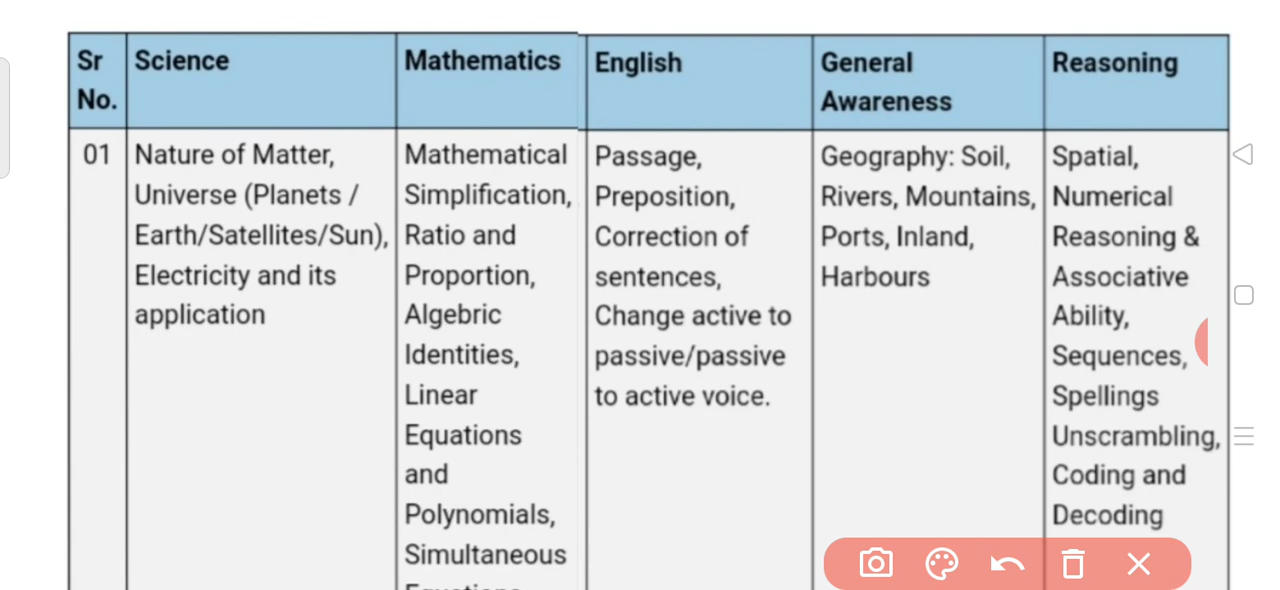 Sr
No.
Science
Mathematics
English
General
Awareness
Reasoning
01
Nature of Matter,
Universe (Planets /
Earth/Satellites/Sun),
Electricity and its
application
Mathematical
Simplification,
Ratio and
Proportion,
Algebric
Identities,
Linear
Equations
and
Polynomials,
Simultaneous
Passage,
Preposition,
Correction of
sentences,
Change active to
passive/passive
to active voice.
Geography: Soil,
Rivers, Mountains,
Ports, Inland,
Harbours
Spatial,
Numerical
Reasoning &
Associative
Ability,
Sequences,
Spellings
Unscrambling,
Coding and
Decoding